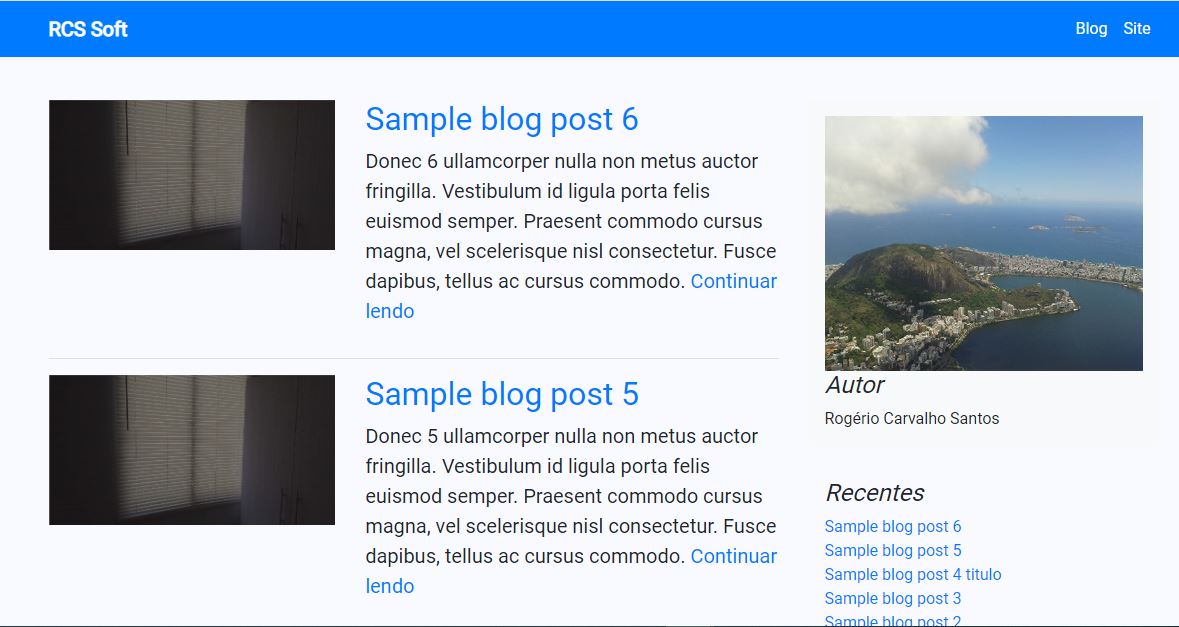 RCS Soft
Blog Site
Sample blog post 6
Donec 6 ullamcorper nulla non metus auctor
fringilla. Vestibulum id ligula porta felis
euismod semper. Praesent commodo cursus
magna, vel scelerisque nisl consectetur. Fusce
dapibus, tellus ac cursus commodo. Continuar
lendo
Sample blog post 5
Donec 5 ullamcorper nulla non metus auctor
fringilla. Vestibulum id ligula porta felis
euismod semper. Praesent commodo cursus
magna, vel scelerisque nisl consectetur. Fusce
dapibus, tellus ac cursus commodo. Continuar
lendo
Autor
Rogério Carvalho Santos
Recentes
Sample blog post 6
Sample blog post 5
Sample blog post 4 titulo
Sample blog post 3
Sample blog post 2